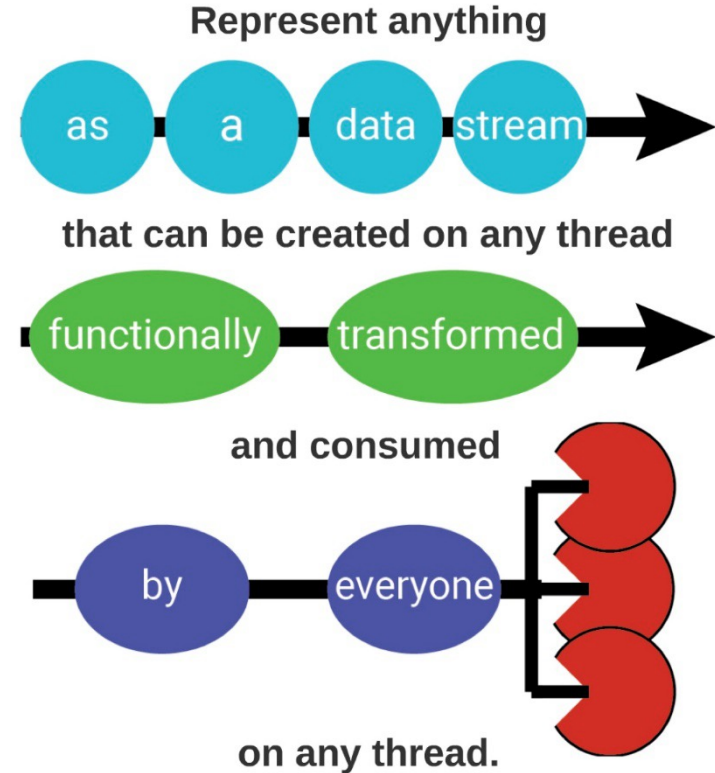 Represent anything
as a data stream
that can be created on any thread
functionally transformed
and consumed
by everyone
on any thread.